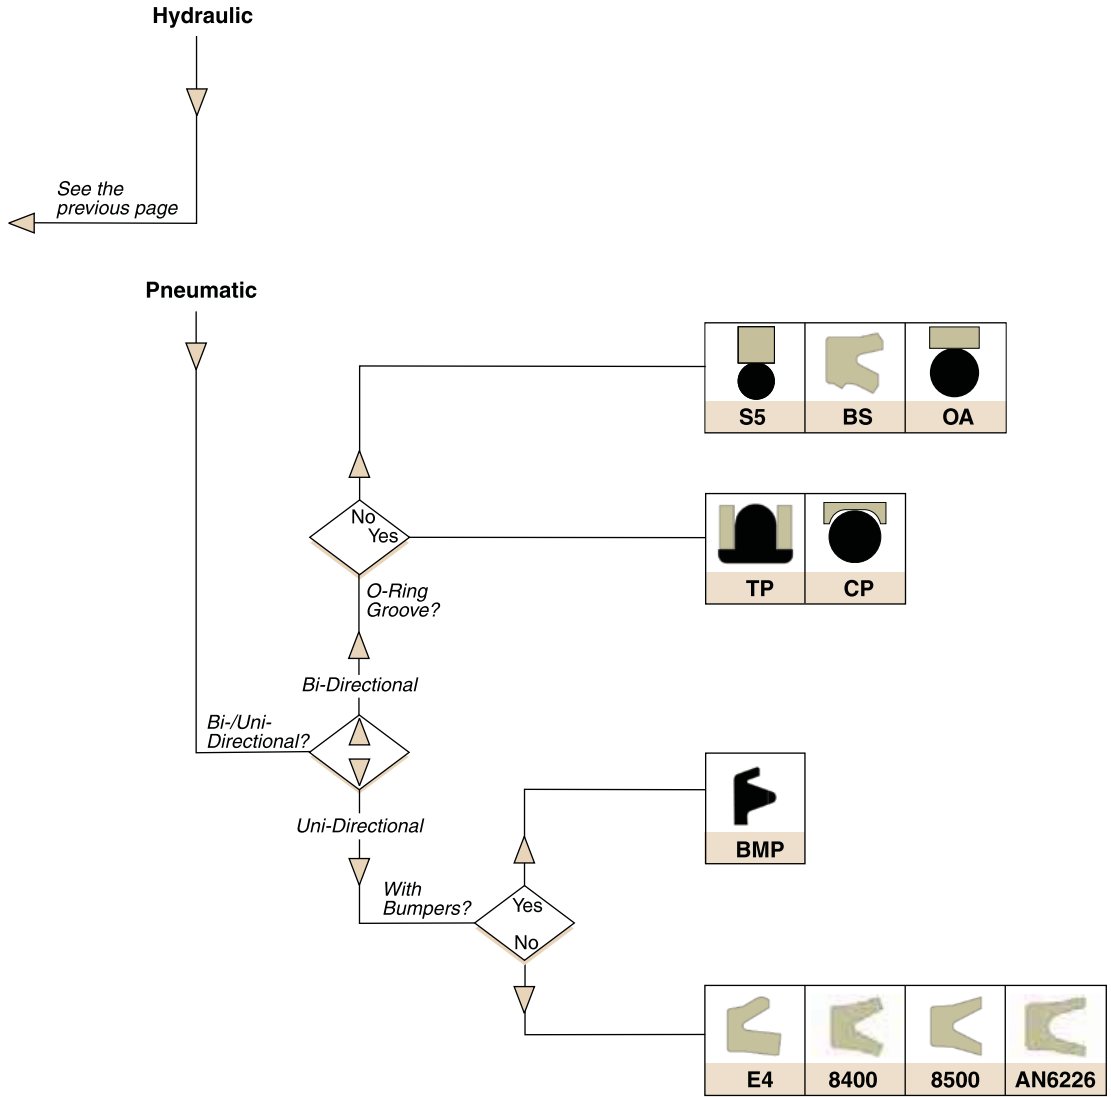 Hydraulic
See the
previous page
Pneumatic
S5 BS OA
No
Yes
TP CP
O-Ring
Groove?
Bi-Directional
Bi-/Uni-
Directional?
Uni-Directional
BMP
With
Bumpers?
Yes
No
E4 8400 8500 AN6226